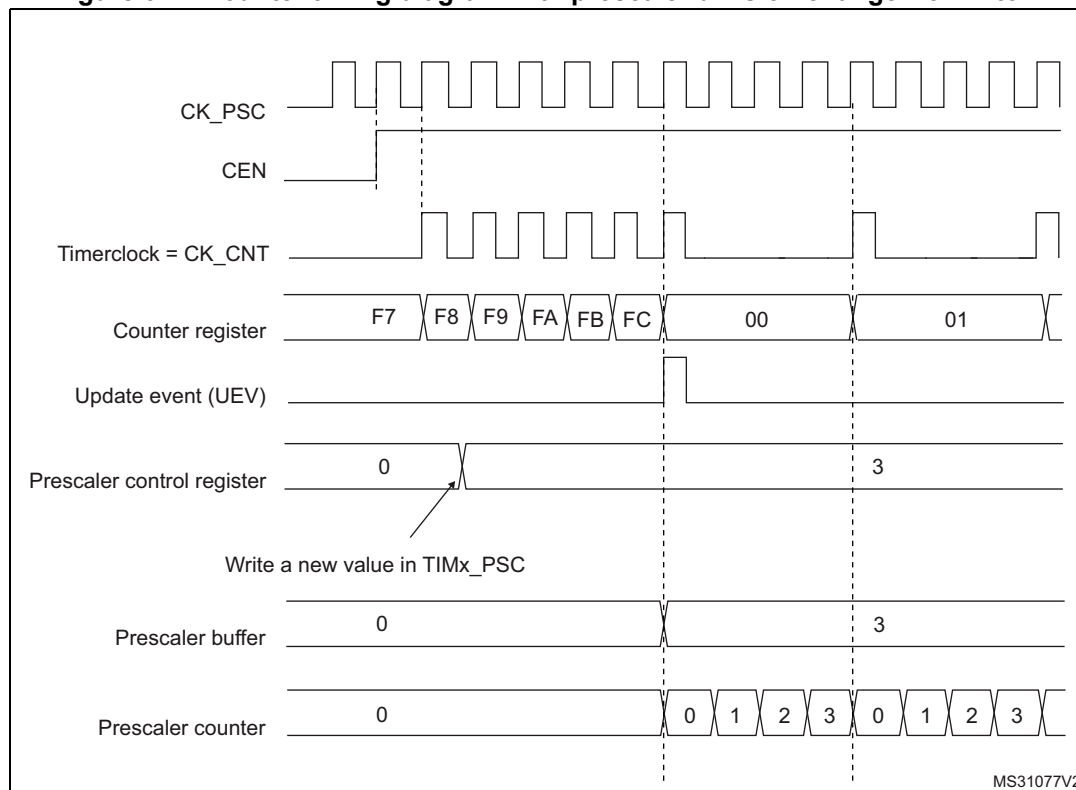 CK_PSC
CEN
Timerclock = CK_CNT
Counter register
F7 F8 F9 FA FB FC 00 01
Update event (UEV)
Prescaler control register
0 3
Write a new value in TIMx_PSC
Prescaler buffer
0 3
Prescaler counter
0 0 1 2 3 0 1 2 3
MS31077V2